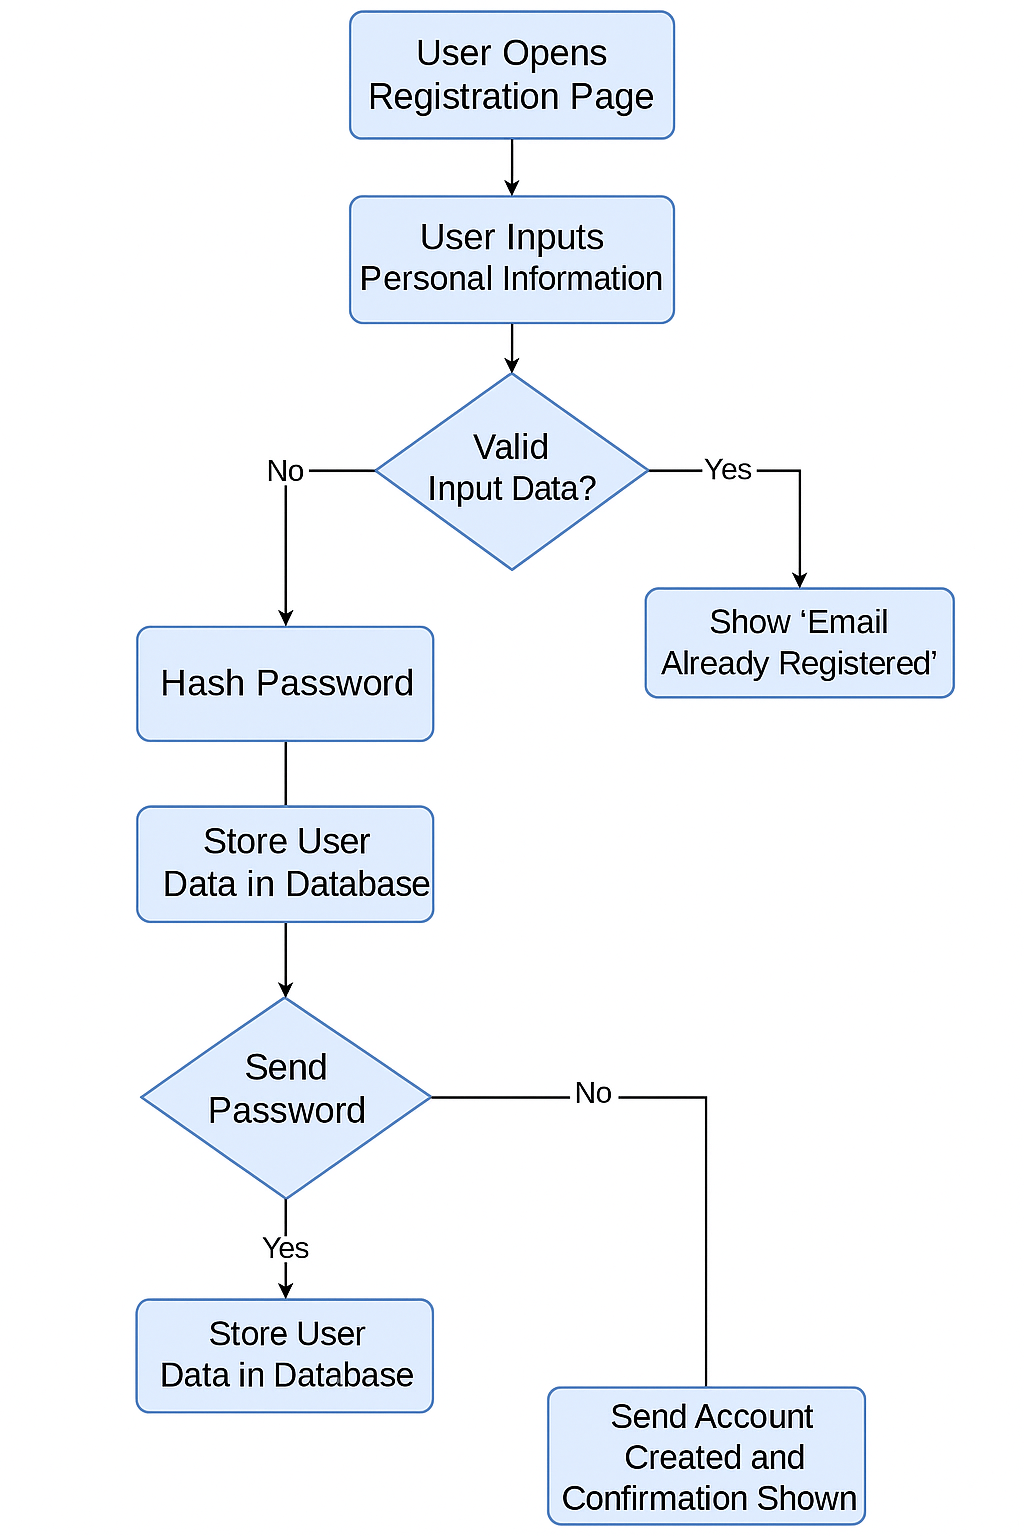 User Opens
Registration Page
User Inputs
Personal Information
Valid
Input Data?
No
Yes
Show ‘Email
Already Registered’
Hash Password
Store User
Data in Database
Send
Password
No
Yes
Store User
Data in Database
Send Account
Created and
Confirmation Shown